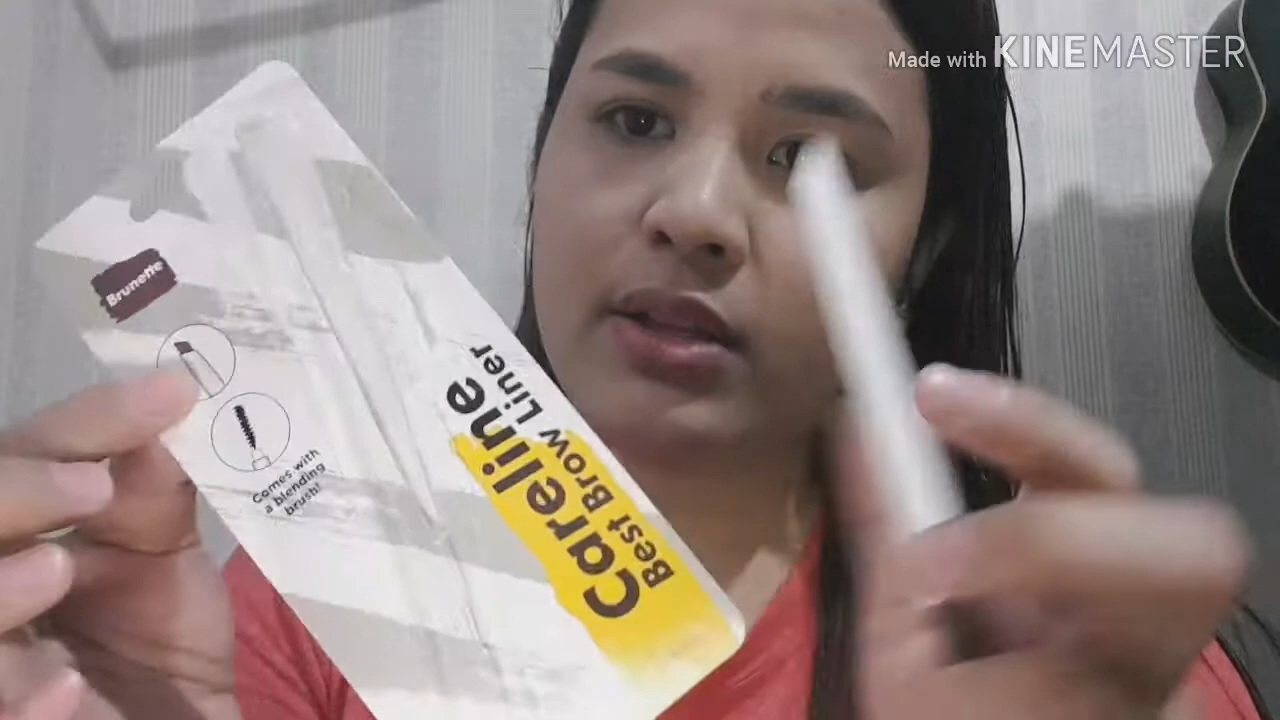 Made with KINEMASTER
Brunette
Careline
Best Brow Liner
Comes with
a blending
brush!